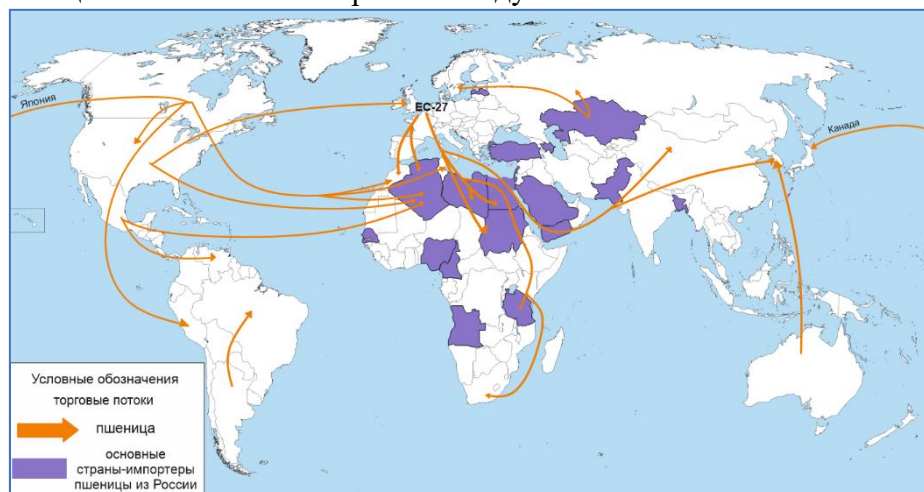 Япония
ЕС-27
Канада
Условные обозначения
торговые потоки
пшеница
основные
страны-импортеры
пшеницы из России